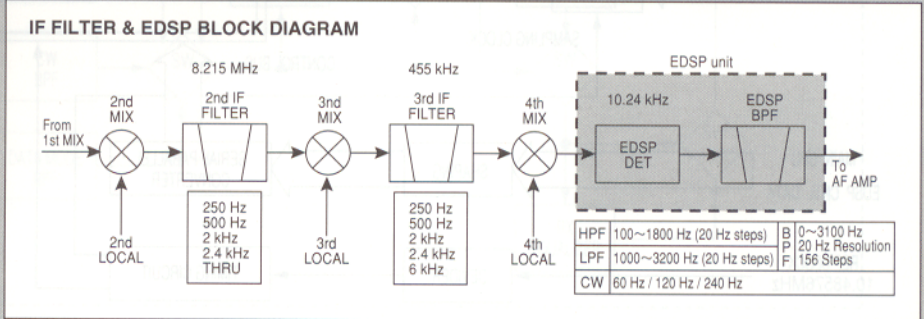 IF FILTER & EDSP BLOCK DIAGRAM
8.215 MHz
455 kHz
EDSP unit
2nd
MIX
2nd IF
FILTER
3nd
MIX
3rd IF
FILTER
4th
MIX
10.24 kHz
EDSP
BPF
From
1st MIX
EDSP
DET
To
AF AMP
2nd
LOCAL
250 Hz
500 Hz
2 kHz
2.4 kHz
THRU
3rd
LOCAL
250 Hz
500 Hz
2 kHz
2.4 kHz
6 kHz
4th
LOCAL
HPF 100~1800 Hz (20 Hz steps)
LPF 1000~3200 Hz (20 Hz steps)
BPF
0~3100 Hz
20 Hz Resolution
156 Steps
CW 60 Hz / 120 Hz / 240 Hz